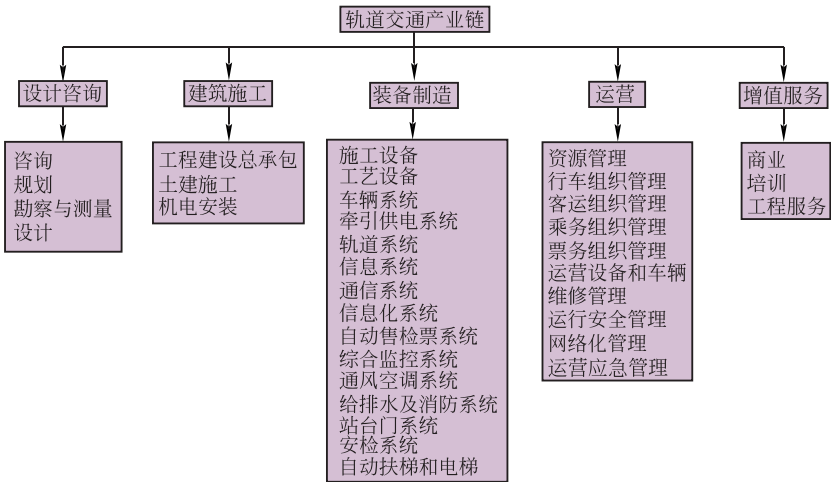 轨道交通产业链
设计咨询
建筑施工
装备制造
运营
增值服务
咨询
规划
勘察与测量
设计
工程建设总承包
土建施工
机电安装
施工设备
工艺设备
车辆系统
牵引供电系统
轨道系统
信息系统
通信系统
信息化系统
自动售检票系统
综合监控系统
通风空调系统
给排水及消防系统
站台门系统
安检系统
自动扶梯和电梯
资源管理
行车组织管理
客运组织管理
乘务组织管理
票务组织管理
运营设备和车辆
维修管理
运行安全管理
网络化管理
运营应急管理
商业
培训
工程服务